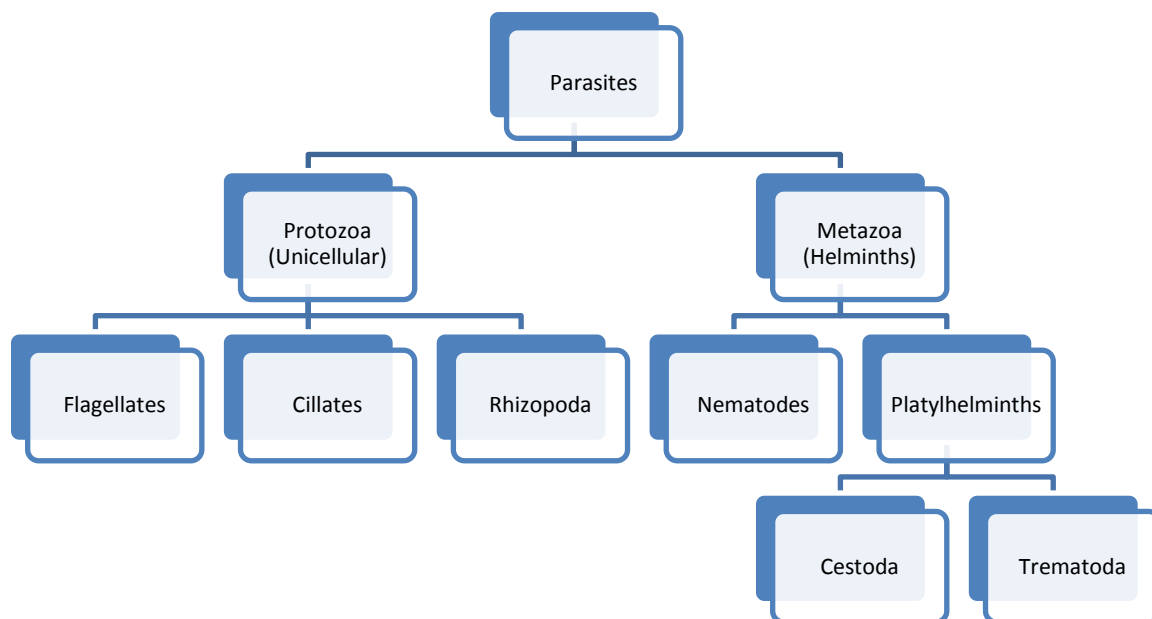 Parasites
Protozoa
(Unicellular)
Metazoa
(Helminths)
Flagellates
Cillates
Rhizopoda
Nematodes
Platylhelminths
Cestoda
Trematoda